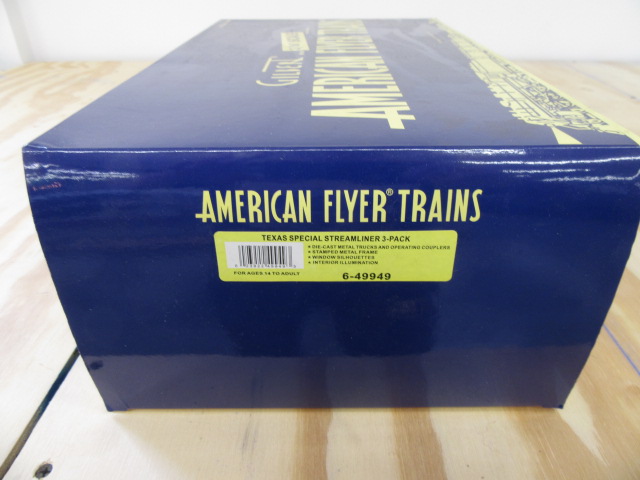 GILBERT
AMERICAN FLYER
AMERICAN FLYER® TRAINS
TEXAS SPECIAL STREAMLINER 3-PACK
• DIE-CAST METAL TRUCKS AND OPERATING COUPLERS
• STAMPED METAL FRAME
• WINDOW SILHOUETTES
• INTERIOR ILLUMINATION
FOR AGES 14 TO ADULT
6-49949